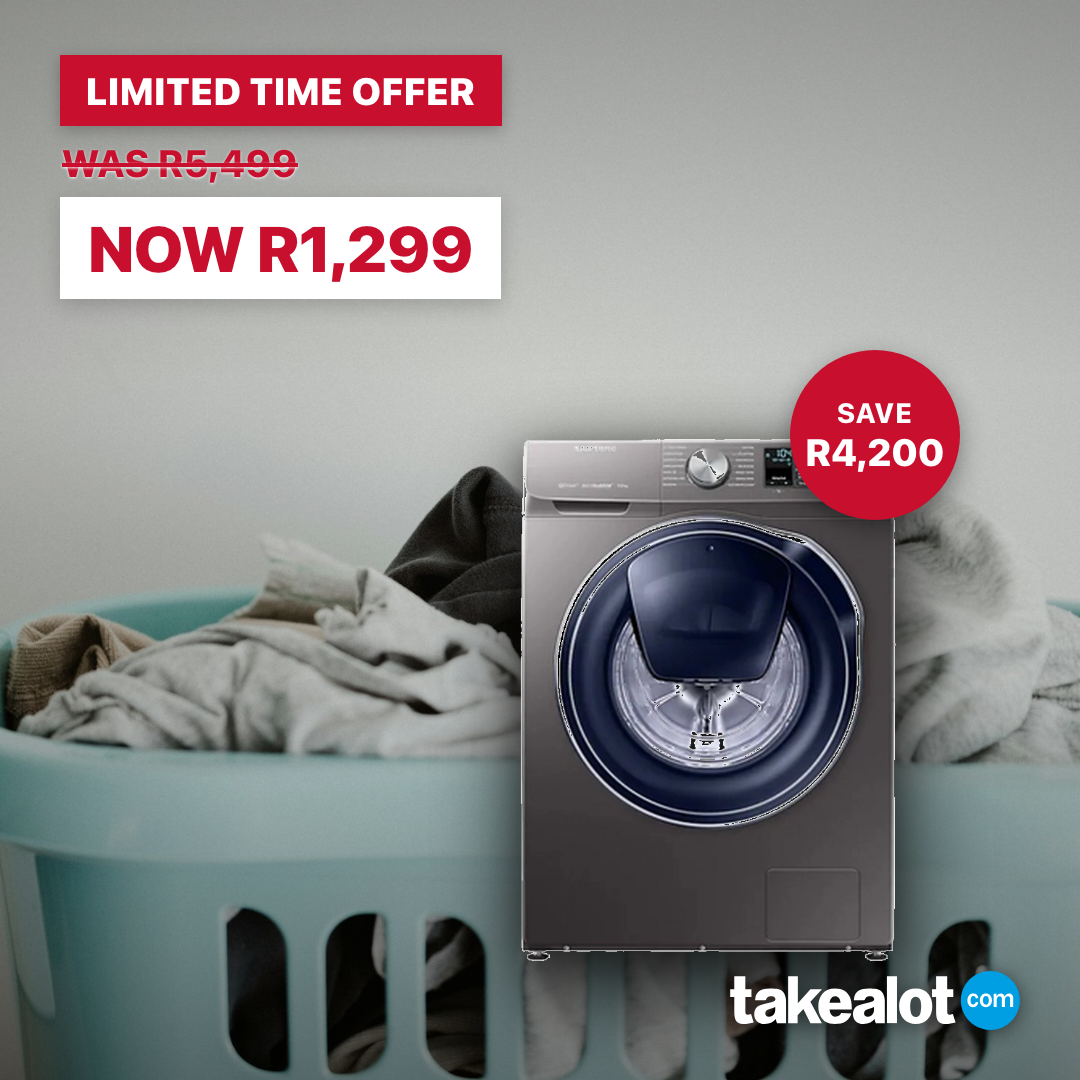 LIMITED TIME OFFER
WAS R5,499
NOW R1,299
SAVE
R4,200
takealot com